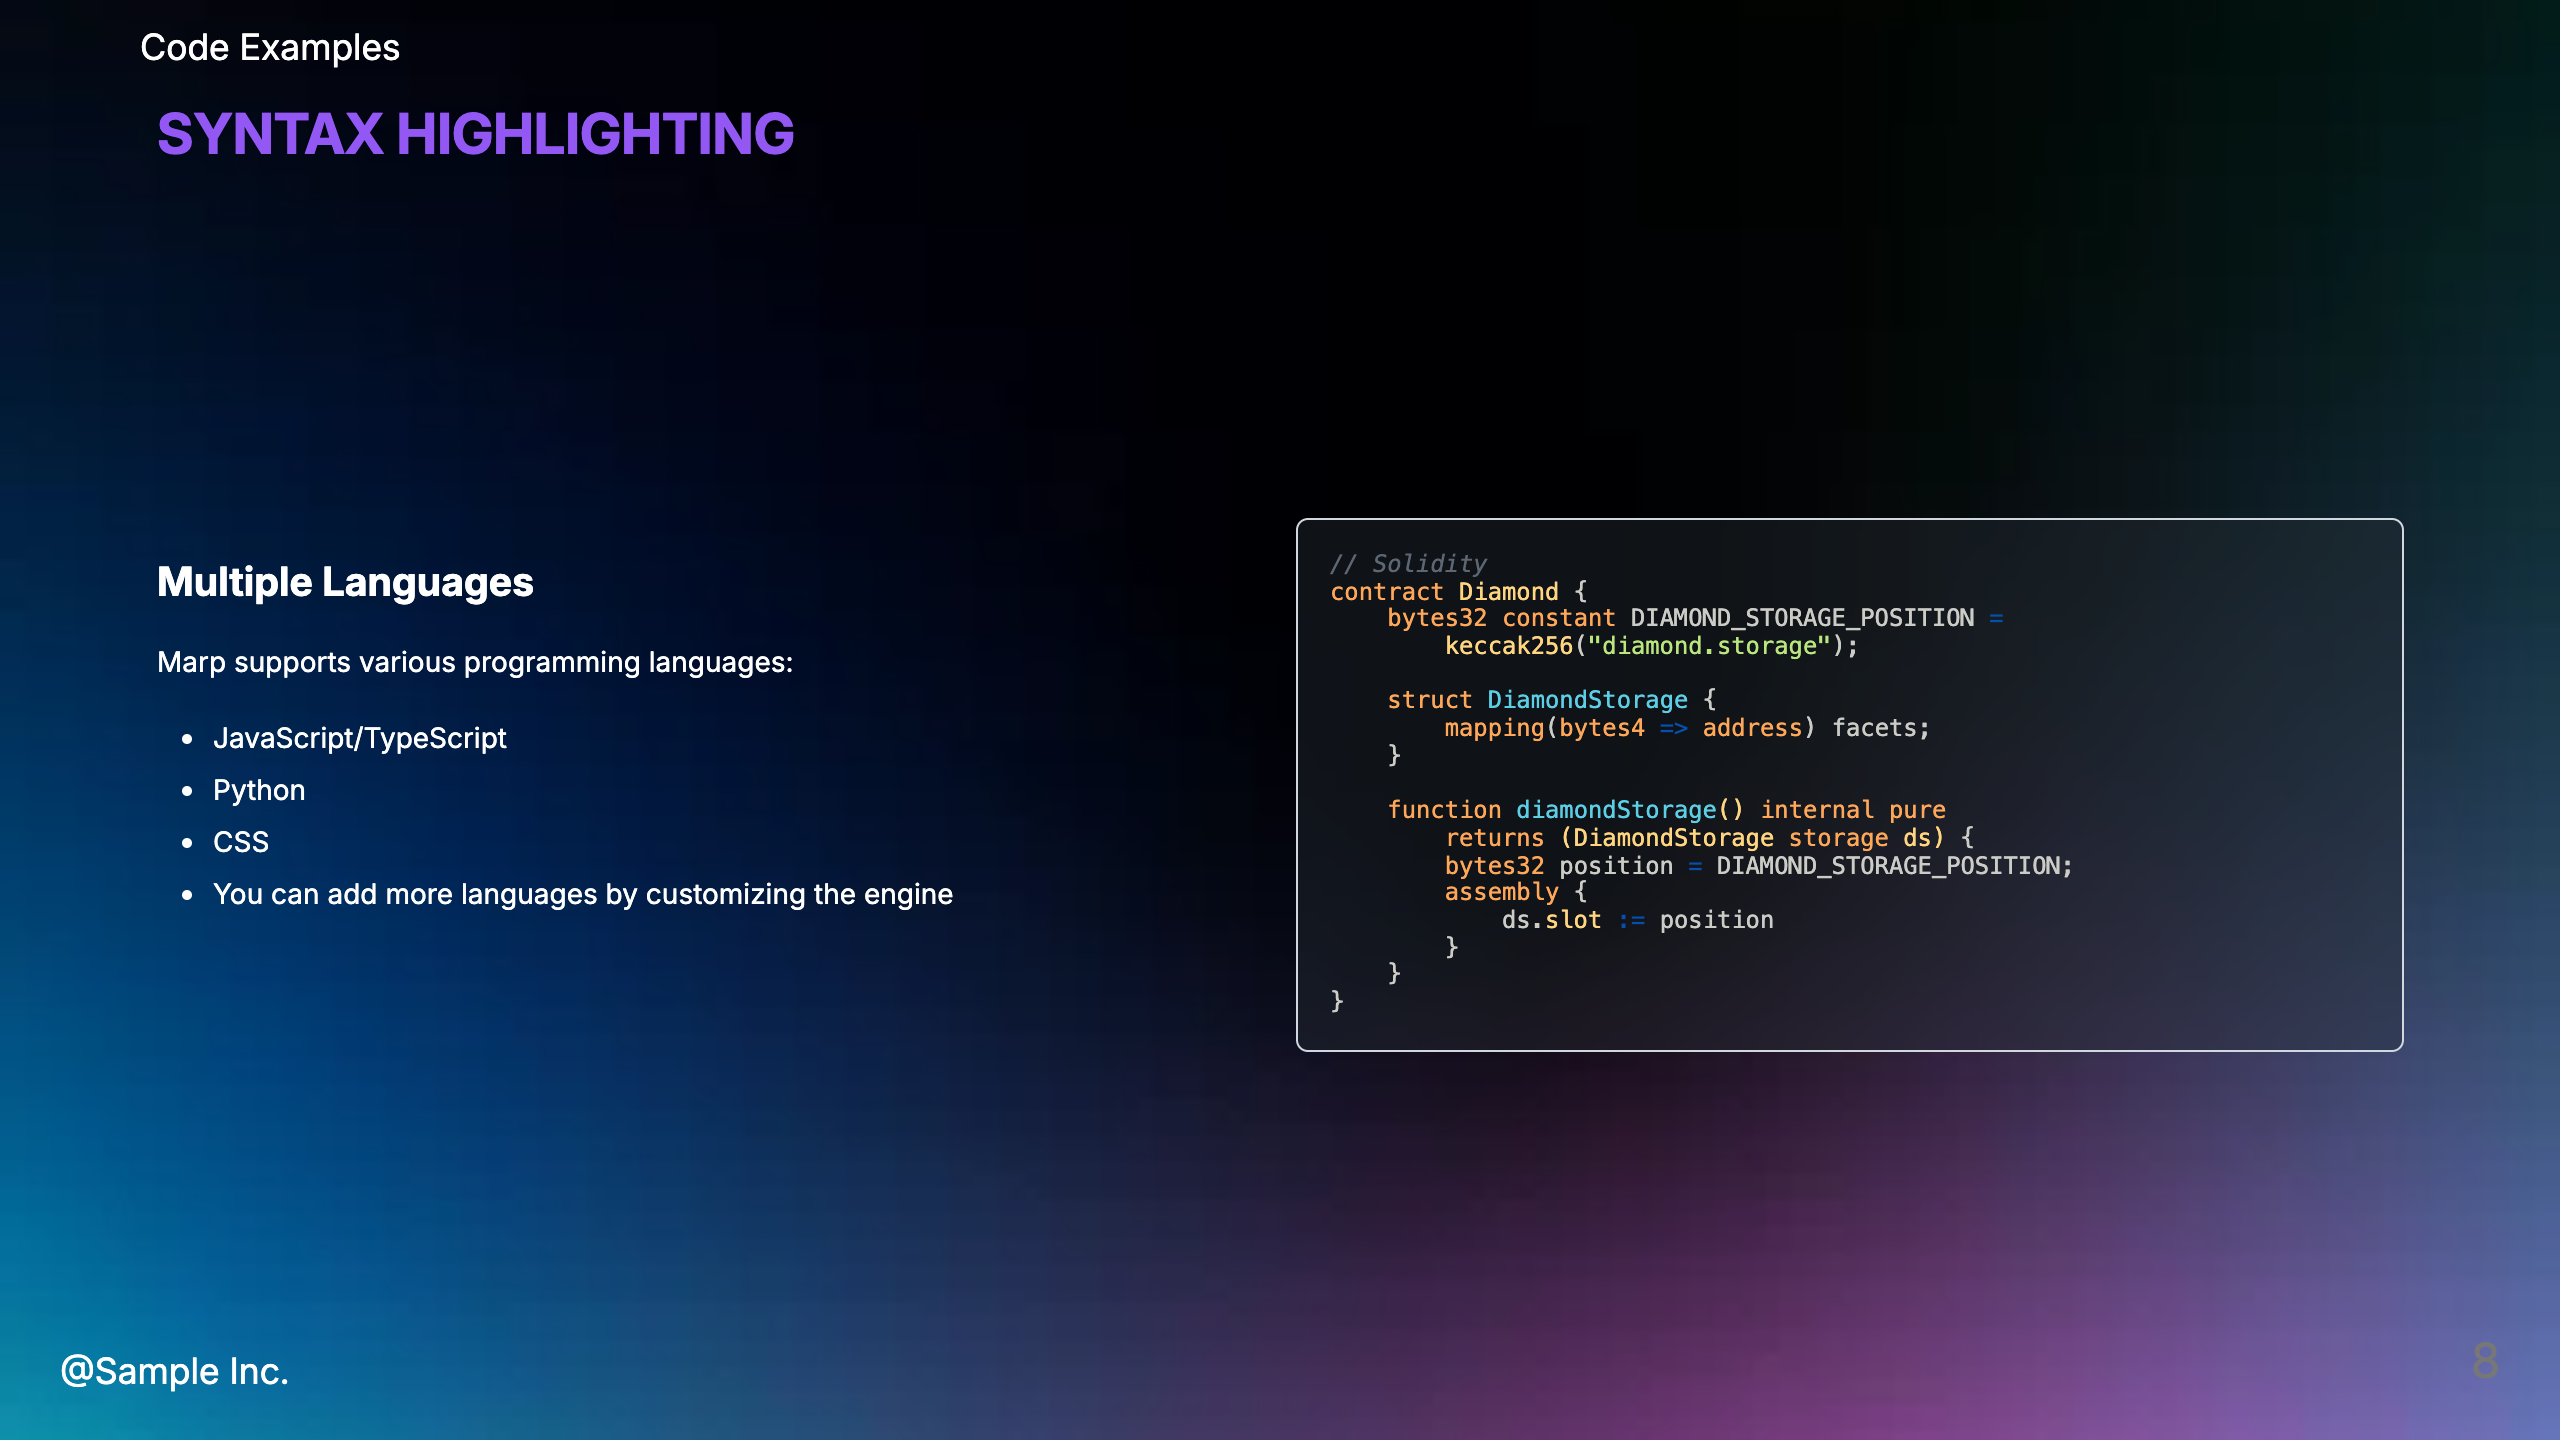 Code Examples
SYNTAX HIGHLIGHTING
Multiple Languages
Marp supports various programming languages:
• JavaScript/TypeScript
• Python
• CSS
• You can add more languages by customizing the engine
// Solidity
contract Diamond {
    bytes32 constant DIAMOND_STORAGE_POSITION =
        keccak256("diamond.storage");

    struct DiamondStorage {
        mapping(bytes4 => address) facets;
    }

    function diamondStorage() internal pure
        returns (DiamondStorage storage ds) {
        bytes32 position = DIAMOND_STORAGE_POSITION;
        assembly {
            ds.slot := position
        }
    }
}
@Sample Inc.
8